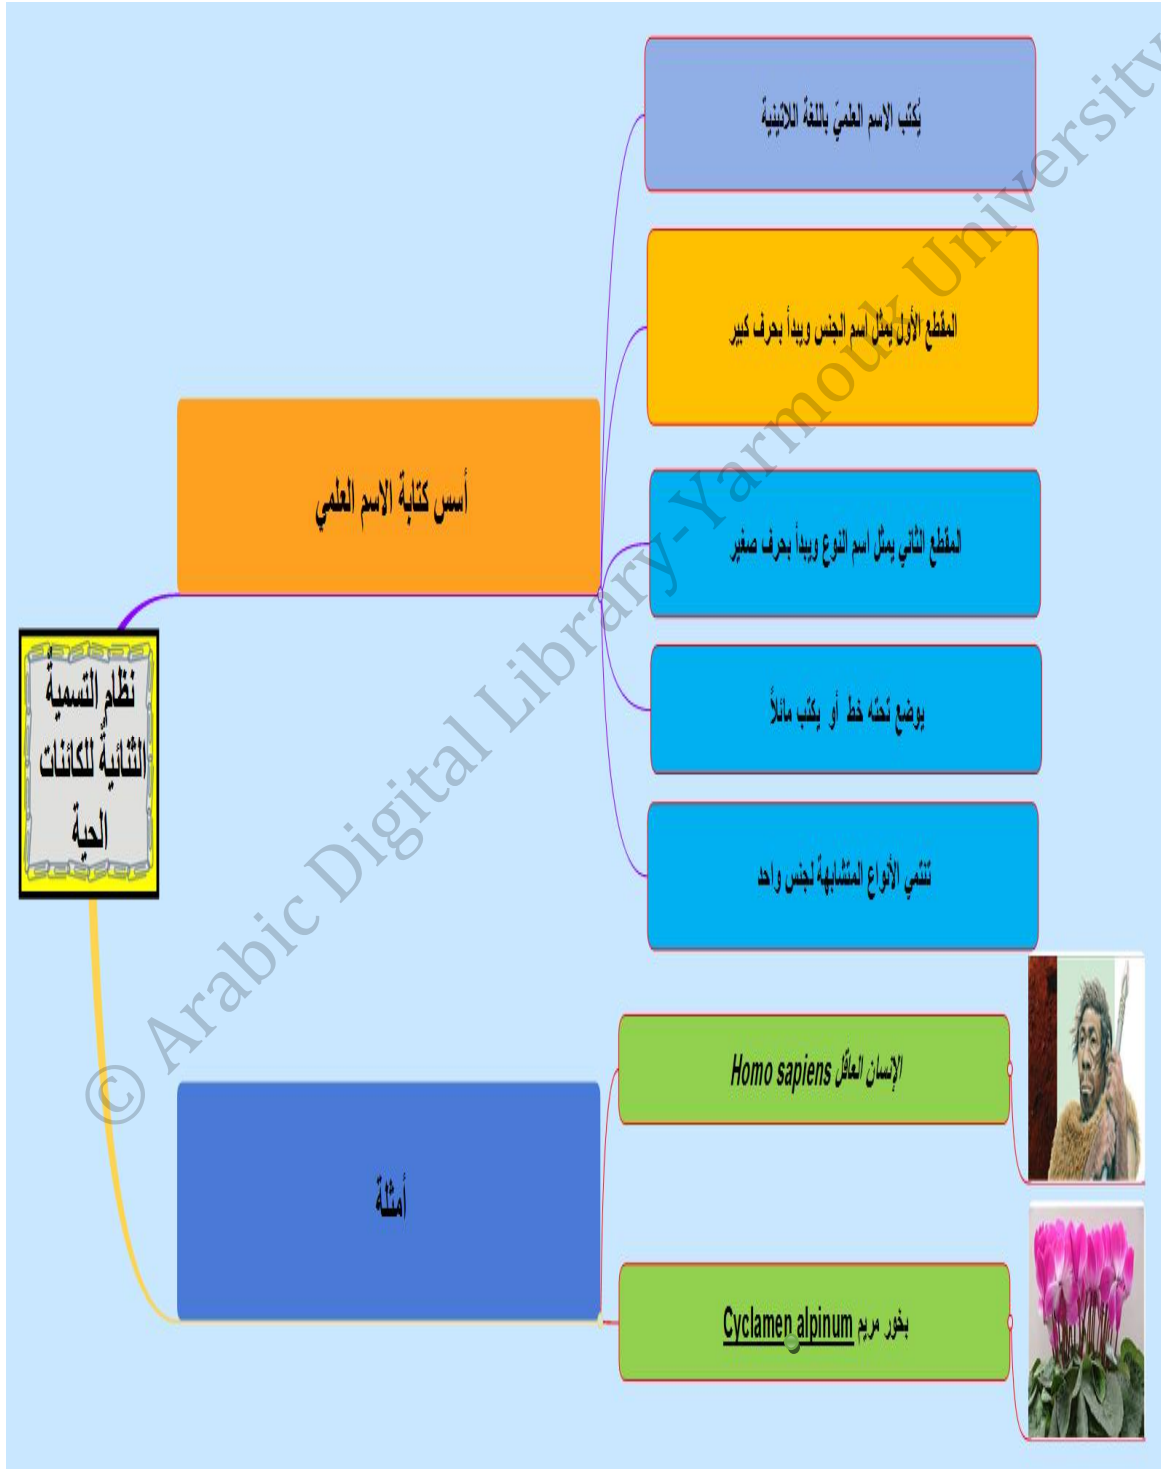 نظام التسميةُ
الثنائيةُ للكائنات
الحية
أسس كتابة الاسم العلمي
يُكتب الاسم العلميّ باللغة اللاتينية
المقطع الأول يمثل اسم الجنس ويبدأ بحرف كبير
المقطع الثاني يمثل اسم النوع ويبدأ بحرف صغير
يوضع تحته خط أو يكتب مائلاً
تنتمي الأنواع المتشابهة لجنس واحد
أمثلة
الإنسان العاقل Homo sapiens
بخور مريم Cyclamen alpinum
© Arabic Digital Library-Yarmouk University